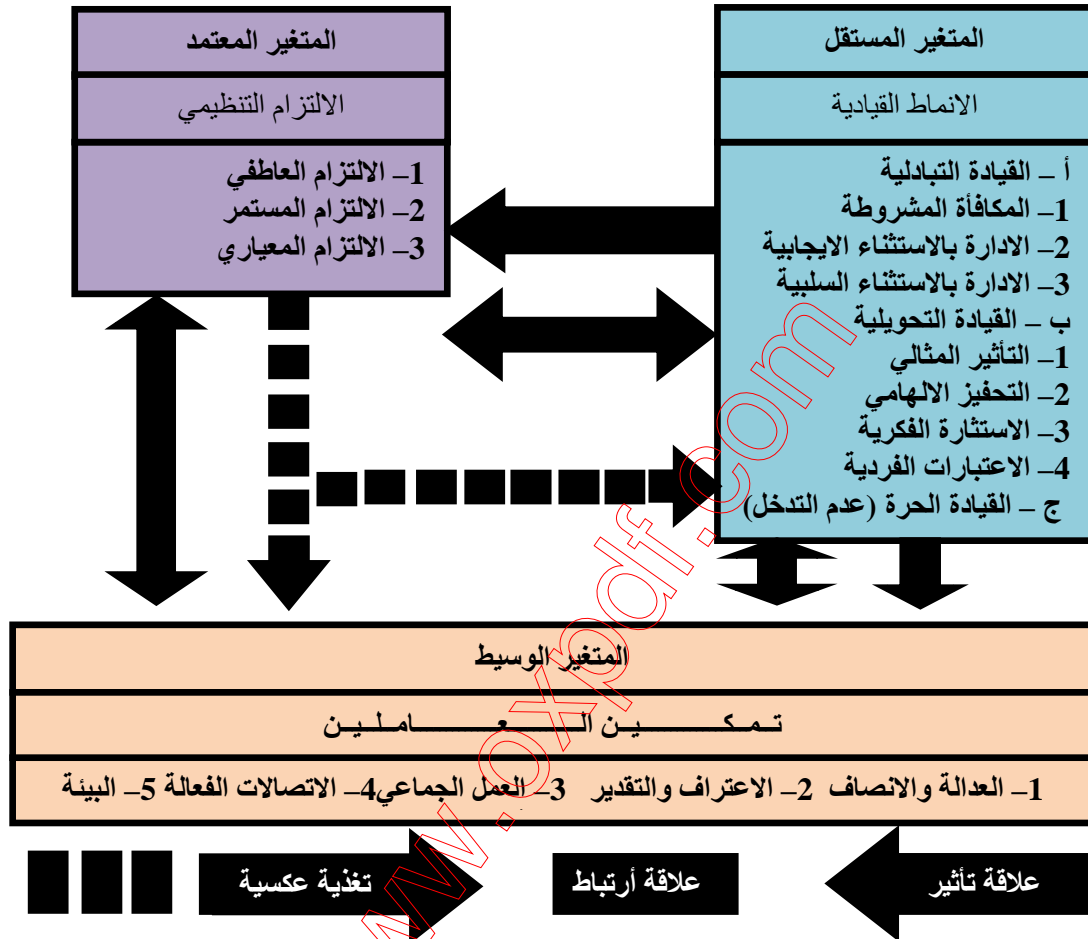 المتغير المستقل
الانماط القيادية
أ – القيادة التبادلية
1– المكافأة المشروطة
2– الادارة بالاستثناء الايجابية
3– الادارة بالاستثناء السلبية
ب – القيادة التحويلية
1– التأثير المثالي
2– التحفيز الالهامي
3– الاستثارة الفكرية
4– الاعتبارات الفردية
ج – القيادة الحرة (عدم التدخل)
المتغير المعتمد
الالتزام التنظيمي
1– الالتزام العاطفي
2– الالتزام المستمر
3– الالتزام المعياري
المتغير الوسيط
تـمـكـــــــــيـن الـــــــعـــــــــامـلـيـن
1– العدالة والانصاف 2– الاعتراف والتقدير 3– العمل الجماعي4– الاتصالات الفعالة 5– البيئة
علاقة تأثير
علاقة أرتباط
تغذية عكسية
ww.oxpdf.com